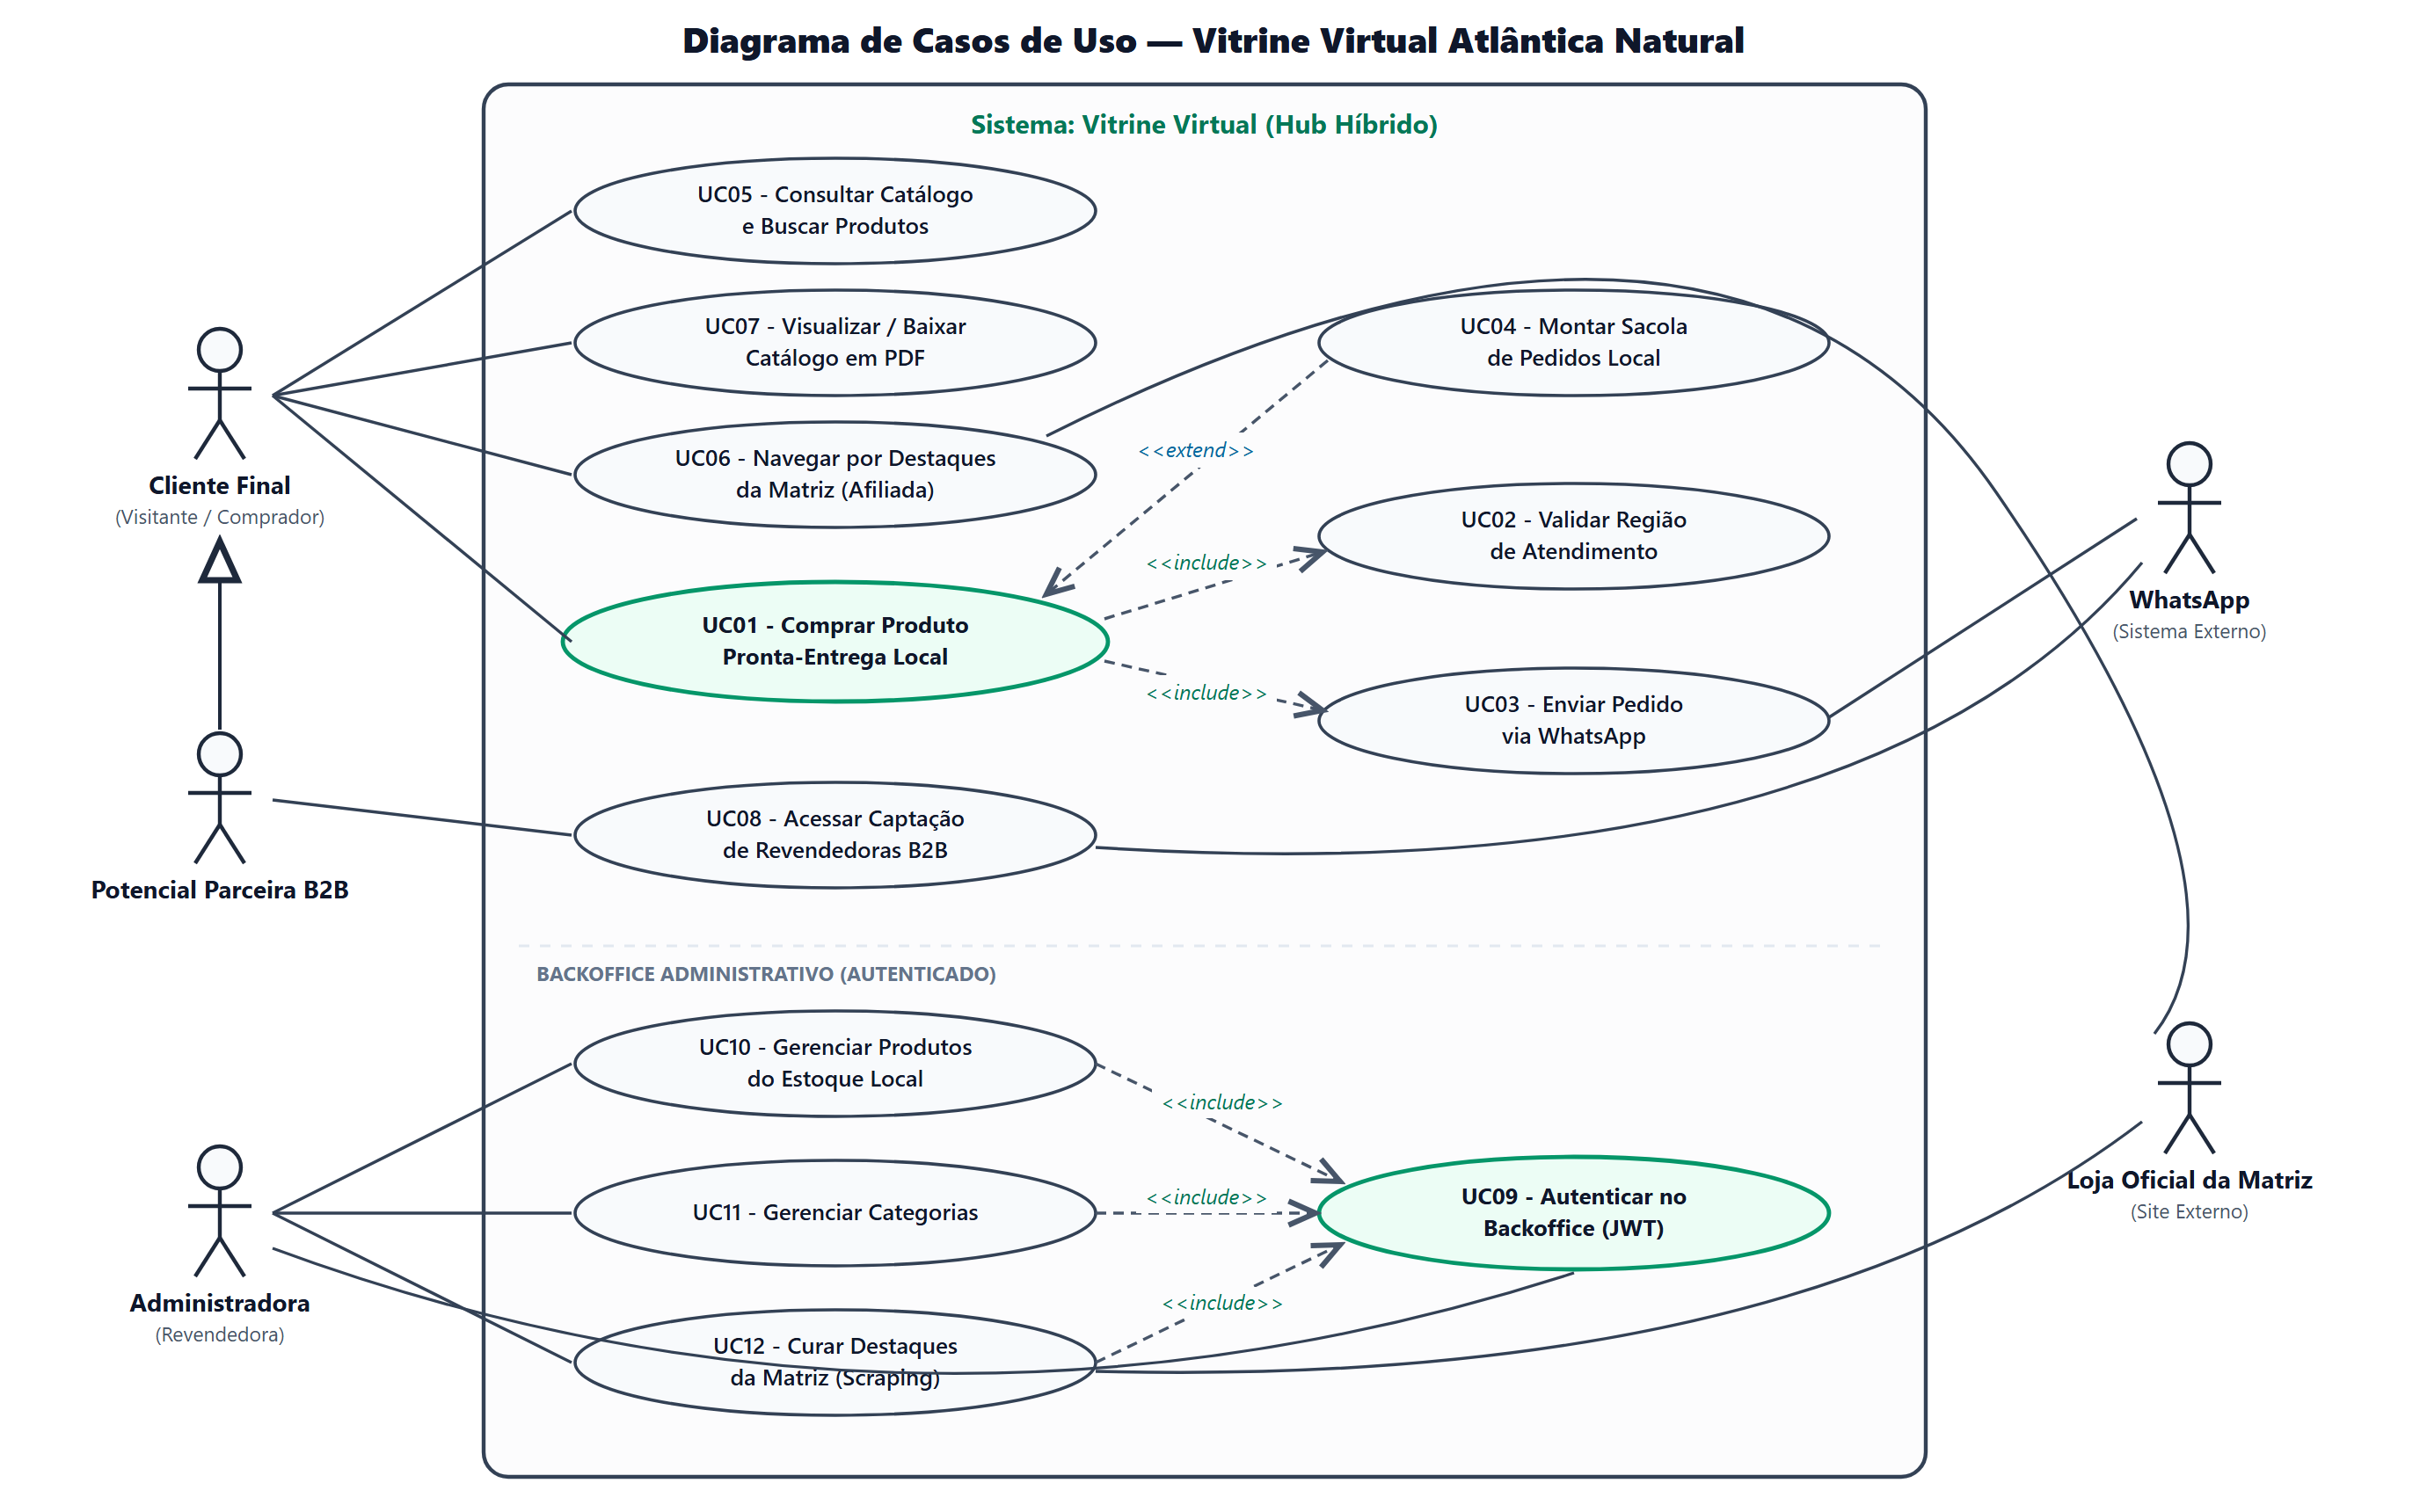 Diagrama de Casos de Uso — Vitrine Virtual Atlântica Natural
Sistema: Vitrine Virtual (Hub Híbrido)
UC05 - Consultar Catálogo
e Buscar Produtos
UC07 - Visualizar / Baixar
Catálogo em PDF
UC04 - Montar Sacola
de Pedidos Local
<<extend>>
UC06 - Navegar por Destaques
da Matriz (Afiliada)
Cliente Final
(Visitante / Comprador)
UC02 - Validar Região
de Atendimento
<<include>>
WhatsApp
(Sistema Externo)
UC01 - Comprar Produto
Pronta-Entrega Local
<<include>>
UC03 - Enviar Pedido
via WhatsApp
UC08 - Acessar Captação
de Revendedoras B2B
Potencial Parceira B2B
BACKOFFICE ADMINISTRATIVO (AUTENTICADO)
UC10 - Gerenciar Produtos
do Estoque Local
<<include>>
UC11 - Gerenciar Categorias
<<include>>
UC09 - Autenticar no
Backoffice (JWT)
Loja Oficial da Matriz
(Site Externo)
Administradora
(Revendedora)
<<include>>
UC12 - Curar Destaques
da Matriz (Scraping)